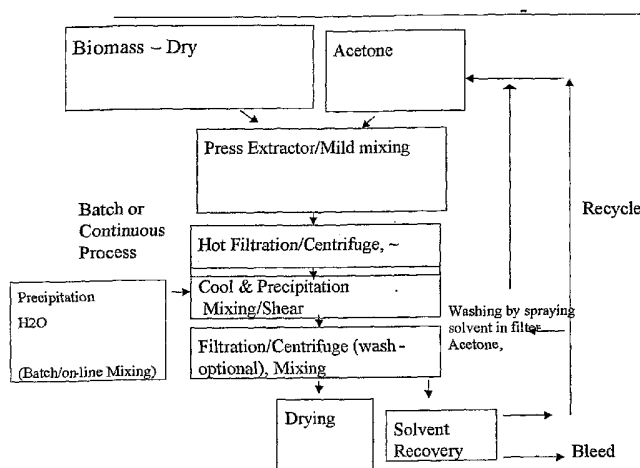 Biomass – Dry
Acetone
Press Extractor/Mild mixing
Batch or
Continuous
Process
Recycle
Hot Filtration/Centrifuge, ~
Precipitation
H2O
(Batch/on-line Mixing)
Cool & Precipitation
Mixing/Shear
Washing by spraying
solvent in filter
Acetone,
Filtration/Centrifuge (wash-
optional), Mixing
Drying
Solvent
Recovery
Bleed